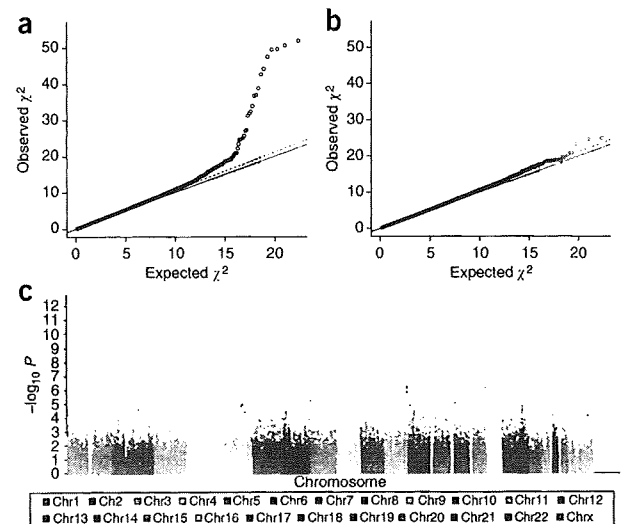 a
50
40
30
20
10
0
Observed χ²
0 5 10 15 20
Expected χ²
b
50
40
30
20
10
0
Observed χ²
0 5 10 15 20
Expected χ²
c
12
11
10
9
8
7
6
5
4
3
2
1
0
−log₁₀ P
Chromosome
Chr1 Chr2 Chr3 Chr4 Chr5 Chr6 Chr7 Chr8 Chr9 Chr10 Chr11 Chr12
Chr13 Chr14 Chr15 Chr16 Chr17 Chr18 Chr19 Chr20 Chr21 Chr22 Chrx